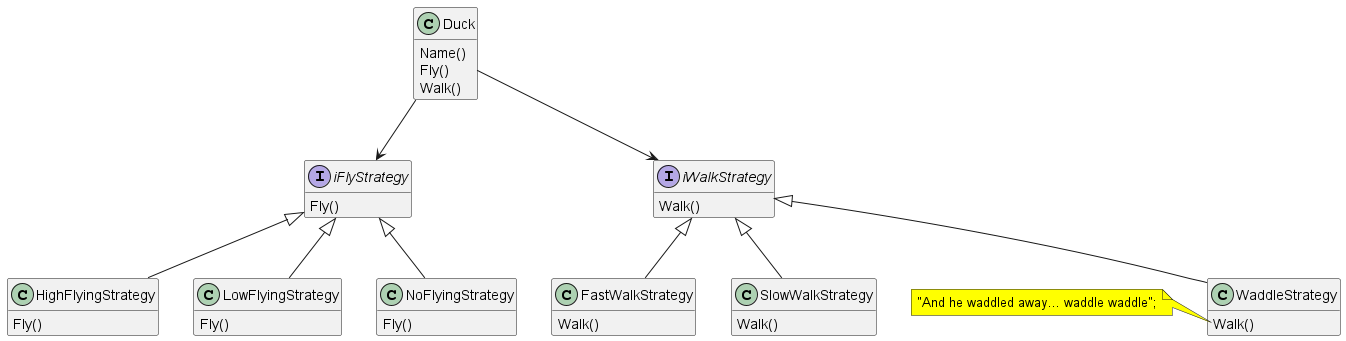 C Duck
Name()
Fly()
Walk()
I iFlyStrategy
Fly()
I iWalkStrategy
Walk()
C HighFlyingStrategy
Fly()
C LowFlyingStrategy
Fly()
C NoFlyingStrategy
Fly()
C FastWalkStrategy
Walk()
C SlowWalkStrategy
Walk()
"And he waddled away... waddle waddle";
C WaddleStrategy
Walk()